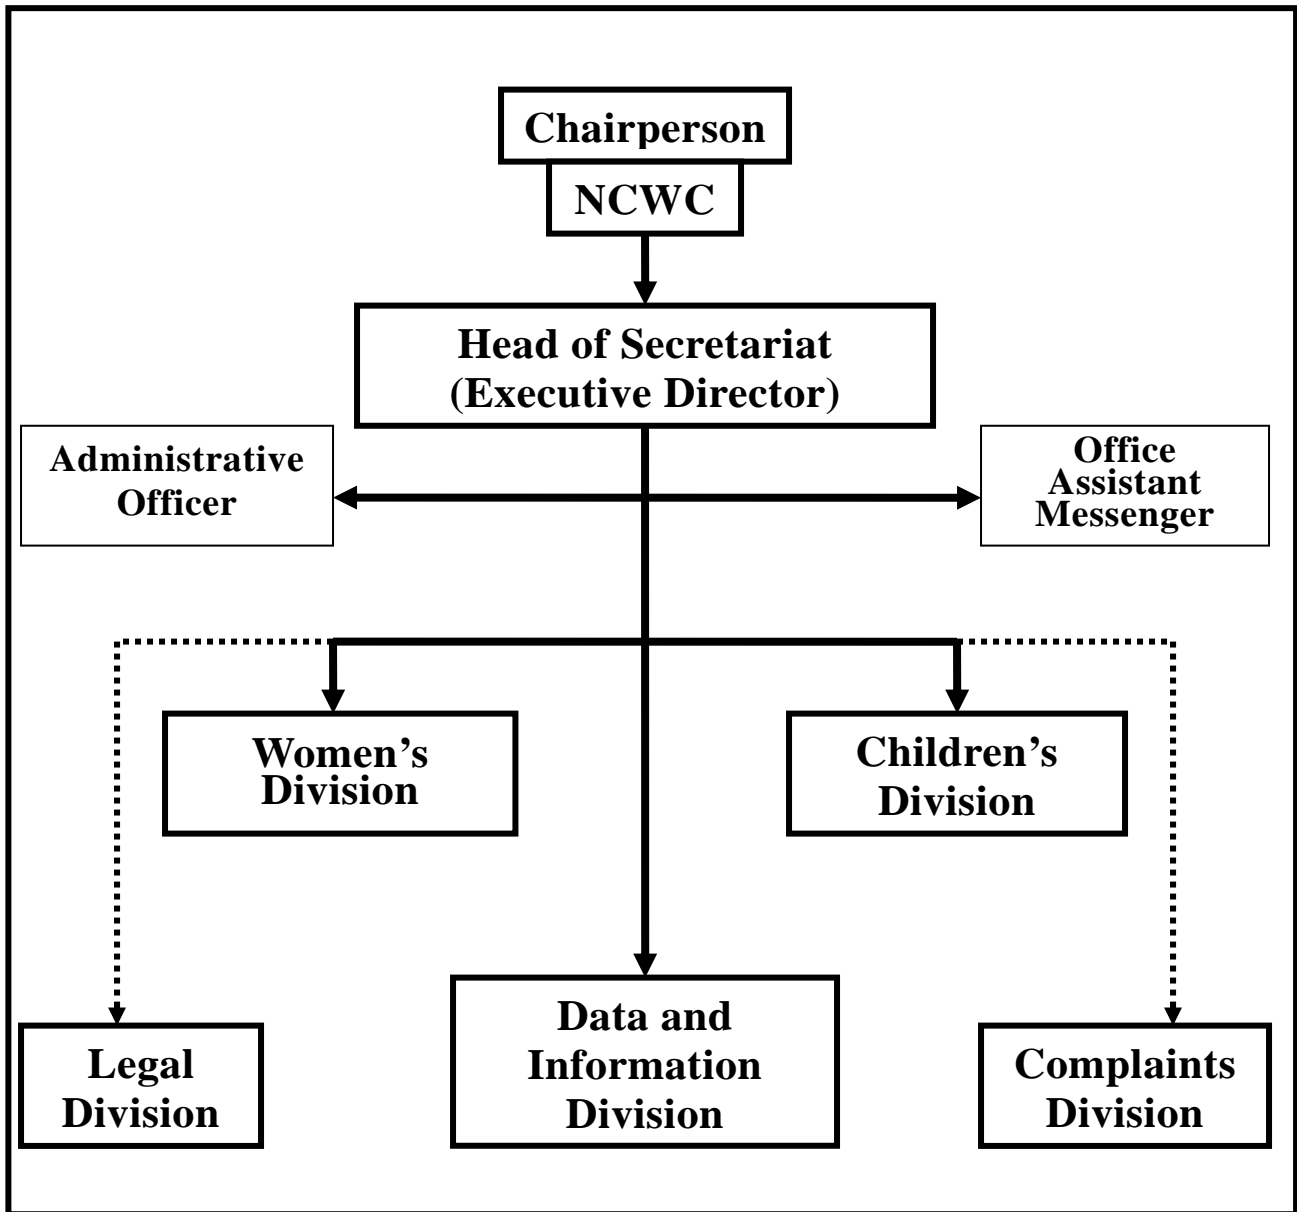 Chairperson
NCWC
Head of Secretariat
(Executive Director)
Administrative
Officer
Office
Assistant
Messenger
Women’s
Division
Children’s
Division
Legal
Division
Data and
Information
Division
Complaints
Division